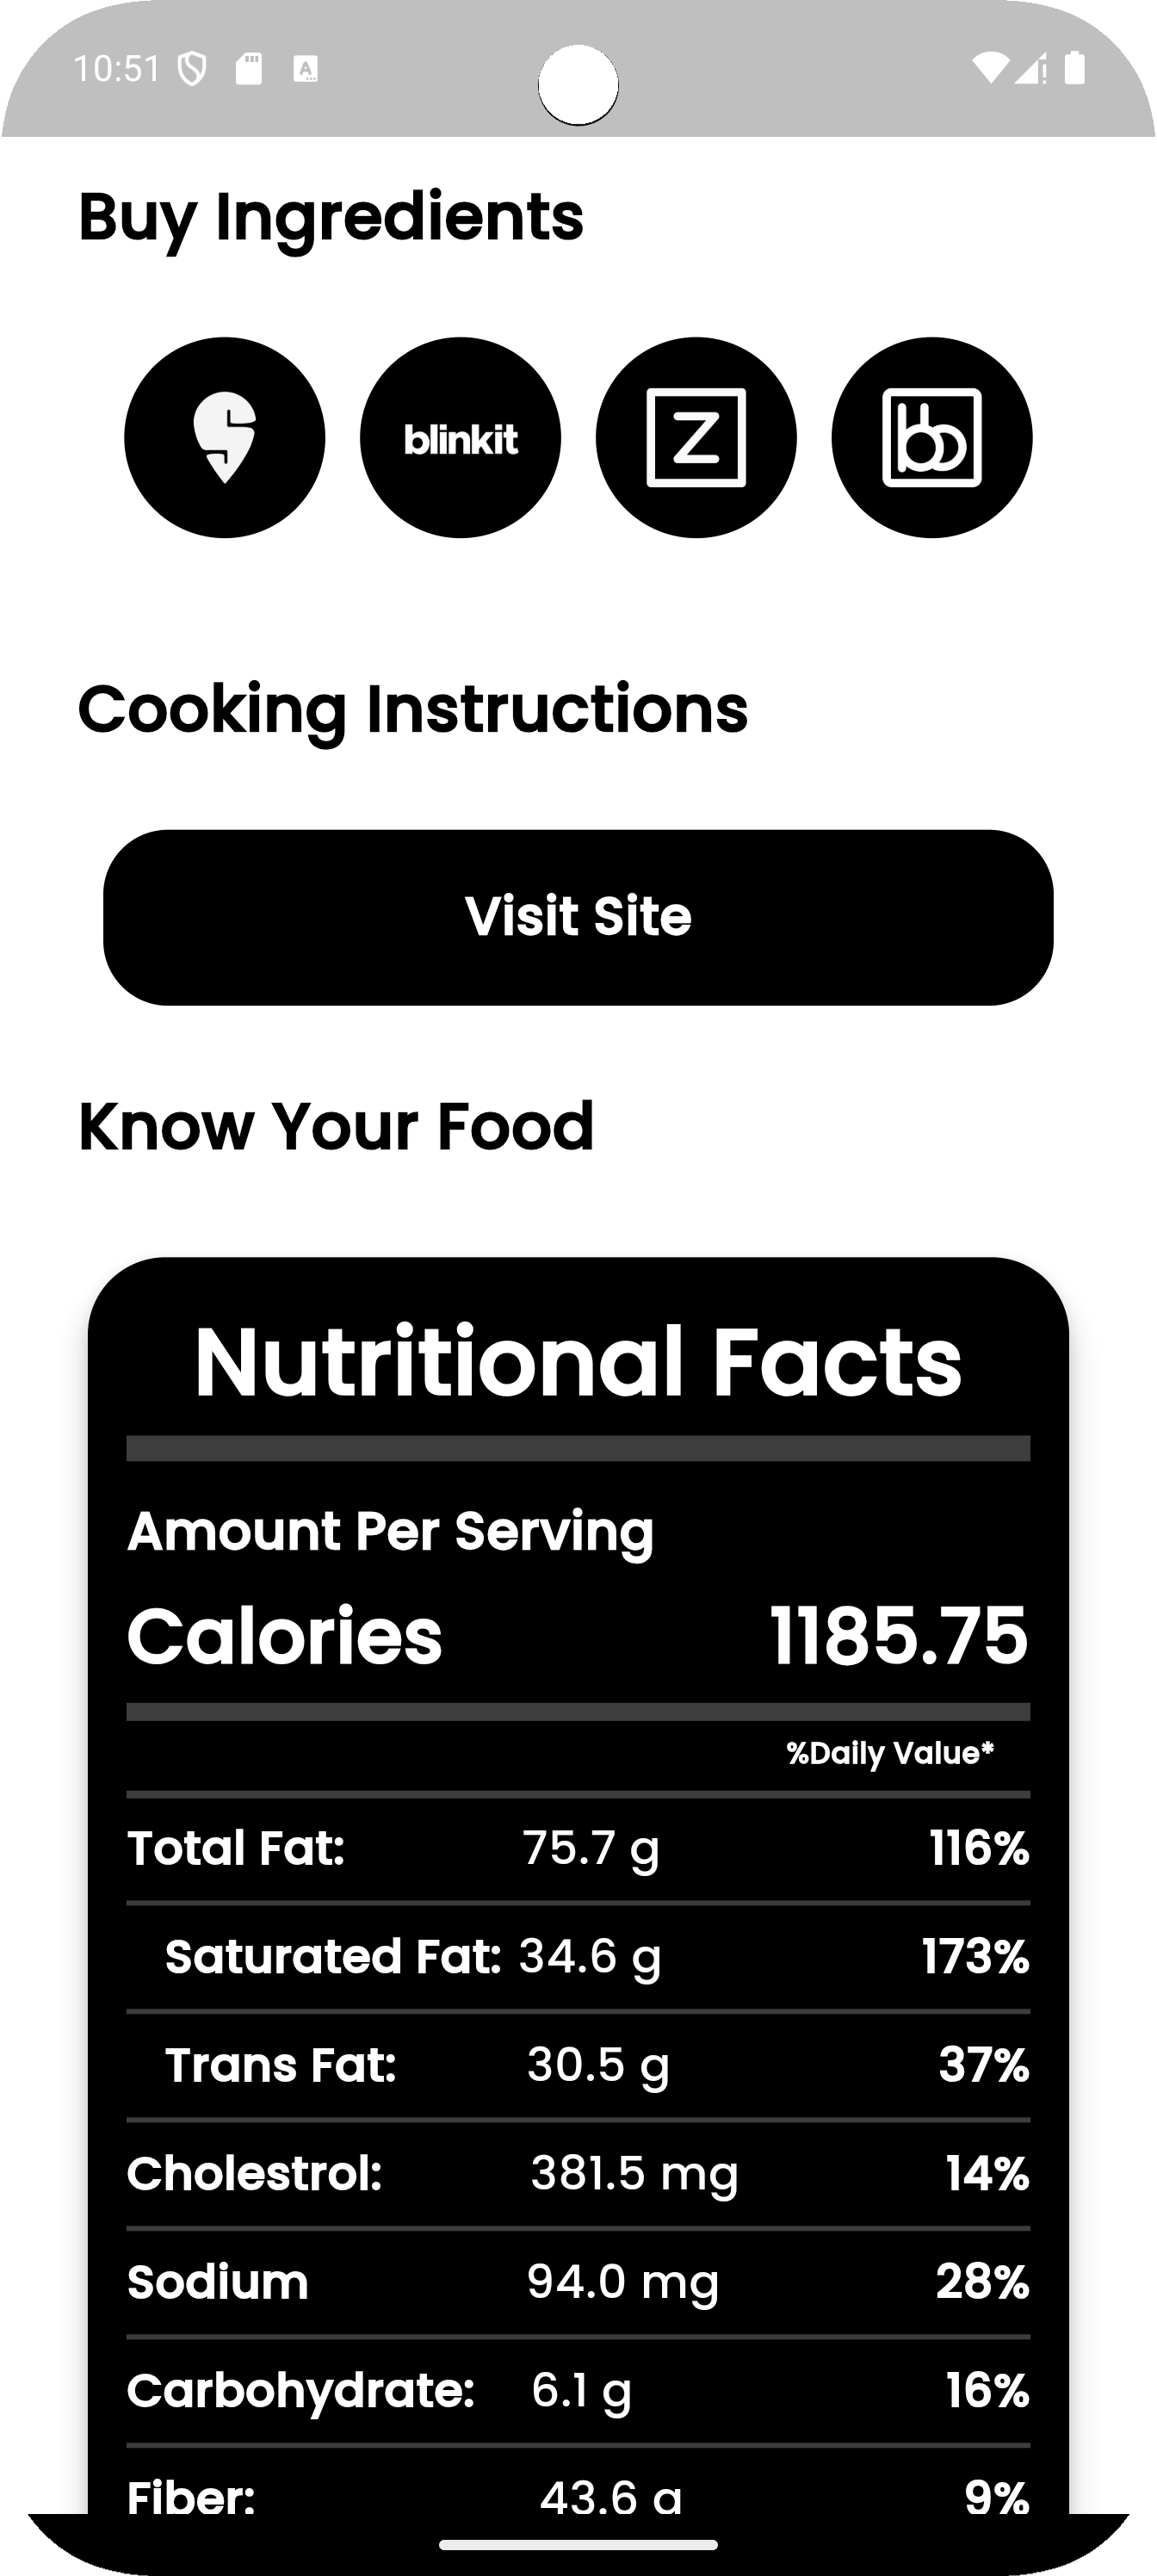 10:51
Buy Ingredients
blinkit
Z
bb
Cooking Instructions
Visit Site
Know Your Food
Nutritional Facts
Amount Per Serving
Calories 1185.75
%Daily Value*
Total Fat: 75.7 g 116%
Saturated Fat: 34.6 g 173%
Trans Fat: 30.5 g 37%
Cholestrol: 381.5 mg 14%
Sodium 94.0 mg 28%
Carbohydrate: 6.1 g 16%
Fiber: 43.6 g 9%